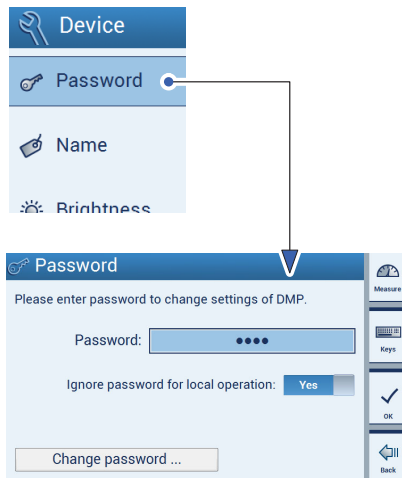 Device
Password
Name
Brightness
Password
Please enter password to change settings of DMP.
Password: ••••
Ignore password for local operation: Yes
Change password ...
Measure
Keys
OK
Back